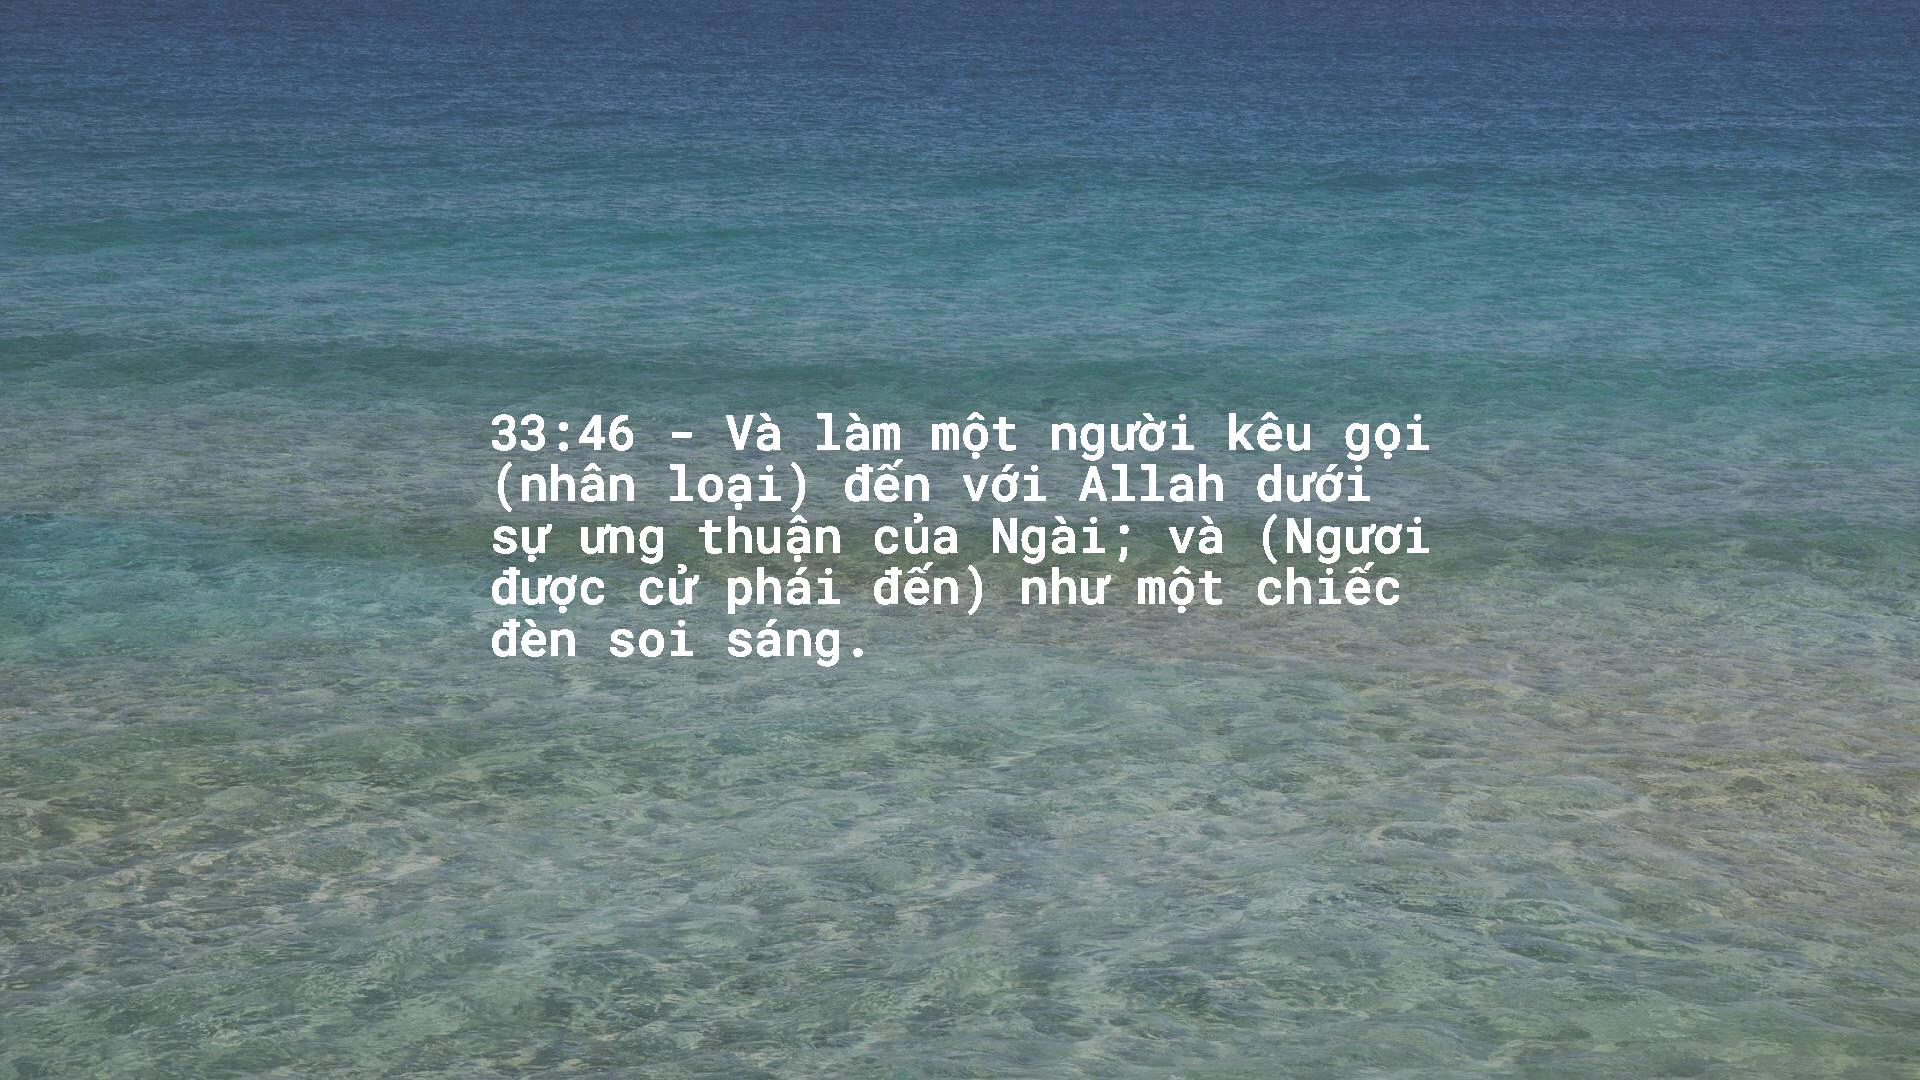 33:46 - Và làm một người kêu gọi
(nhân loại) đến với Allah dưới
sự ưng thuận của Ngài; và (Ngươi
được cử phái đến) như một chiếc
đèn soi sáng.